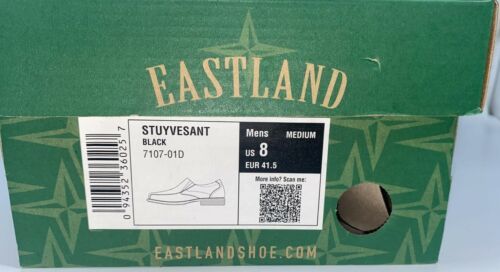 EASTLAND
STUYVESANT
BLACK
7107-01D
Mens MEDIUM
US 8
EUR 41.5
More info? Scan me:
0 94352 36025 7
EASTLANDSHOE.COM